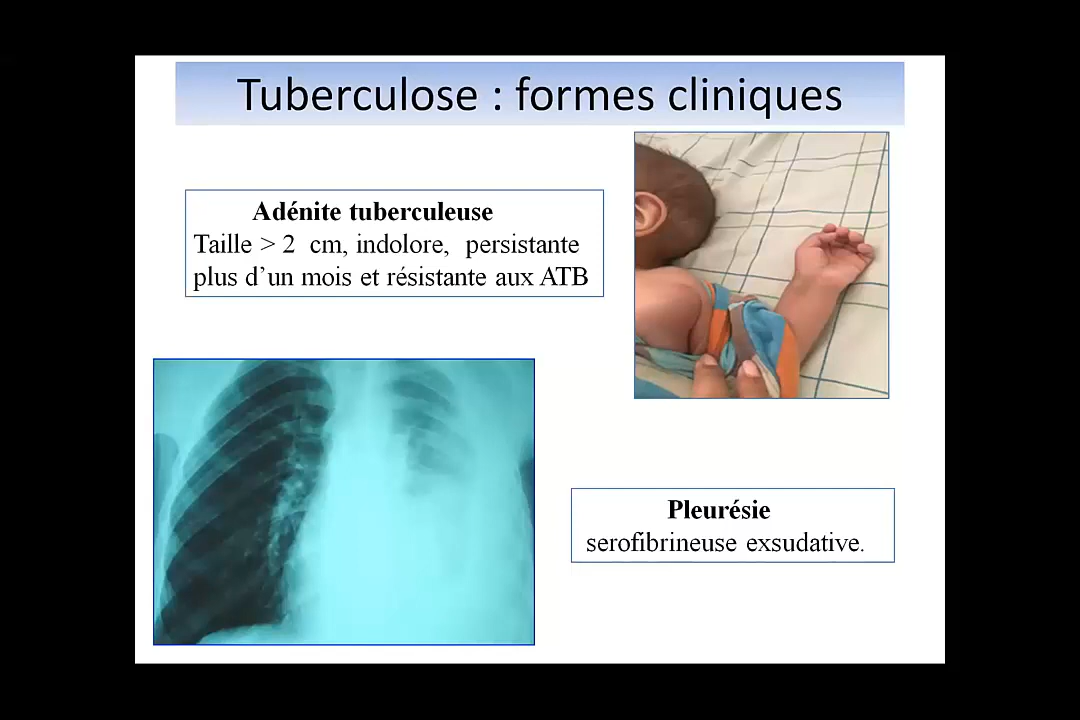 Tuberculose : formes cliniques
Adénite tuberculeuse
Taille > 2 cm, indolore, persistante
plus d’un mois et résistante aux ATB
Pleurésie
serofibrineuse exsudative.